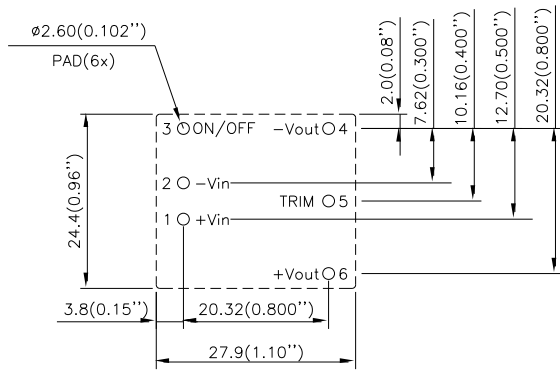 ø2.60(0.102’’)
PAD(6x)
2.0(0.08’’)
7.62(0.300’’)
10.16(0.400’’)
12.70(0.500’’)
20.32(0.800’’)
3 ON/OFF -Vout 4
2 -Vin
TRIM 5
1 +Vin
+Vout 6
24.4(0.96’’)
3.8(0.15’’)
20.32(0.800’’)
27.9(1.10’’)